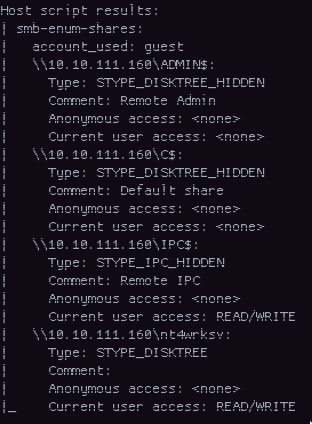 Host script results:
| smb-enum-shares:
|   account_used: guest
|   \\10.10.111.160\ADMIN$:
|     Type: STYPE_DISKTREE_HIDDEN
|     Comment: Remote Admin
|     Anonymous access: <none>
|     Current user access: <none>
|   \\10.10.111.160\C$:
|     Type: STYPE_DISKTREE_HIDDEN
|     Comment: Default share
|     Anonymous access: <none>
|     Current user access: <none>
|   \\10.10.111.160\IPC$:
|     Type: STYPE_IPC_HIDDEN
|     Comment: Remote IPC
|     Anonymous access: <none>
|     Current user access: READ/WRITE
|   \\10.10.111.160\nt4wrksv:
|     Type: STYPE_DISKTREE
|     Comment:
|     Anonymous access: <none>
|_    Current user access: READ/WRITE